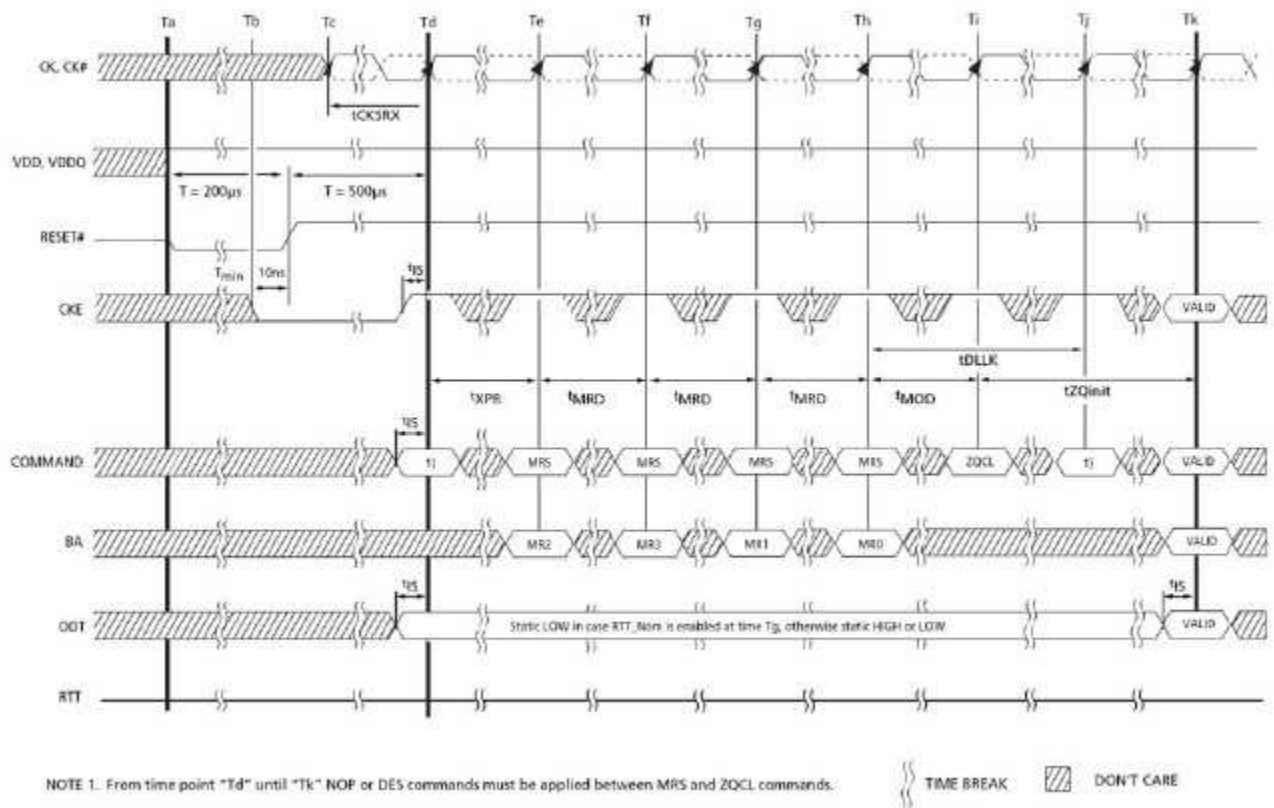 Ta Tb Tc Td Te Tf Tg Th Ti Tj Tk
CK, CK#
tCKSRX
VDD, VDDQ
T = 200µs T = 500µs
RESET#
Tmin 10ns tIS
CKE VALID
tDLLK
tXPR tMRD tMRD tMRD tMOD tZQinit
tIS
COMMAND 1) MRS MRS MRS MRS ZQCL 1) VALID
BA MR2 MR3 MR1 MR0 VALID
tIS tIS
ODT Static LOW in case RTT_Nom is enabled at time Tg, otherwise static HIGH or LOW VALID
RTT
NOTE 1. From time point "Td" until "Tk" NOP or DES commands must be applied between MRS and ZQCL commands.
TIME BREAK DON'T CARE